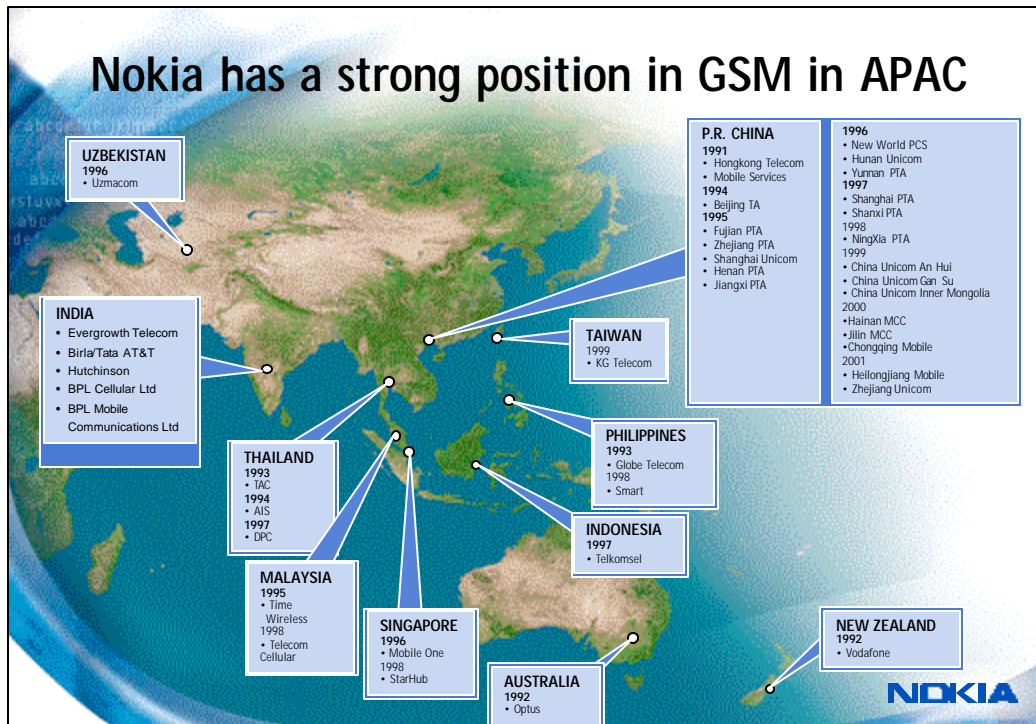 Nokia has a strong position in GSM in APAC
UZBEKISTAN
1996
• Uzmacom
P.R. CHINA
1991
• Hongkong Telecom
• Mobile Services
1994
• Beijing TA
1995
• Fujian PTA
• Zhejiang PTA
• Shanghai Unicom
• Henan PTA
• Jiangxi PTA
1996
• New World PCS
• Hunan Unicom
• Yunnan PTA
1997
• Shanghai PTA
• Shanxi PTA
1998
• NingXia PTA
1999
• China Unicom An Hui
• China Unicom Gan Su
• China Unicom Inner Mongolia
2000
•Hainan MCC
•Jilin MCC
•Chongqing Mobile
2001
• Heilongjiang Mobile
• Zhejiang Unicom
INDIA
• Evergrowth Telecom
• Birla/Tata AT&T
• Hutchinson
• BPL Cellular Ltd
• BPL Mobile
Communications Ltd
TAIWAN
1999
• KG Telecom
THAILAND
1993
• TAC
1994
• AIS
1997
• DPC
PHILIPPINES
1993
• Globe Telecom
1998
• Smart
INDONESIA
1997
• Telkomsel
MALAYSIA
1995
• Time
Wireless
1998
• Telecom
Cellular
SINGAPORE
1996
• Mobile One
1998
• StarHub
AUSTRALIA
1992
• Optus
NEW ZEALAND
1992
• Vodafone
NOKIA